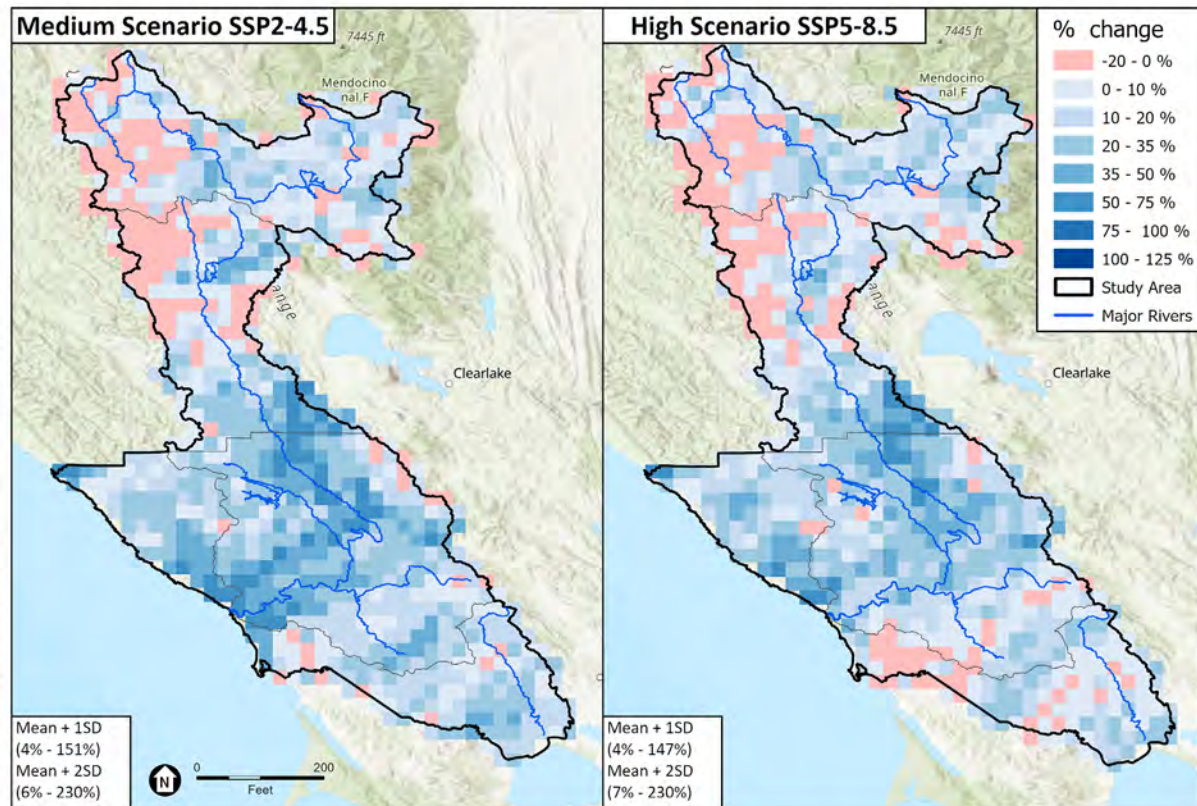 Medium Scenario SSP2-4.5
7445 ft
Mendocino
nal F
ange
Clearlake
Mean + 1SD
(4% - 151%)
Mean + 2SD
(6% - 230%)
N
0
200
Feet
High Scenario SSP5-8.5
7445 ft
Mendocino
nal F
ange
Clearlake
Mean + 1SD
(4% - 147%)
Mean + 2SD
(7% - 230%)
% change
-20 - 0 %
0 - 10 %
10 - 20 %
20 - 35 %
35 - 50 %
50 - 75 %
75 - 100 %
100 - 125 %
Study Area
Major Rivers